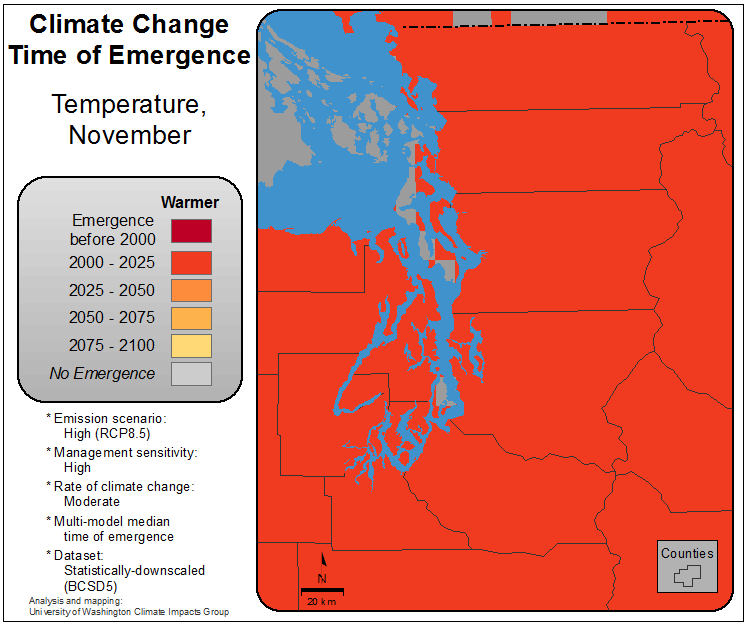 Climate Change
Time of Emergence
Temperature,
November
Warmer
Emergence
before 2000
2000 - 2025
2025 - 2050
2050 - 2075
2075 - 2100
No Emergence
* Emission scenario:
High (RCP8.5)
* Management sensitivity:
High
* Rate of climate change:
Moderate
* Multi-model median
time of emergence
* Dataset:
Statistically-downscaled
(BCSD5)
Analysis and mapping:
University of Washington Climate Impacts Group
N
20 km
Counties